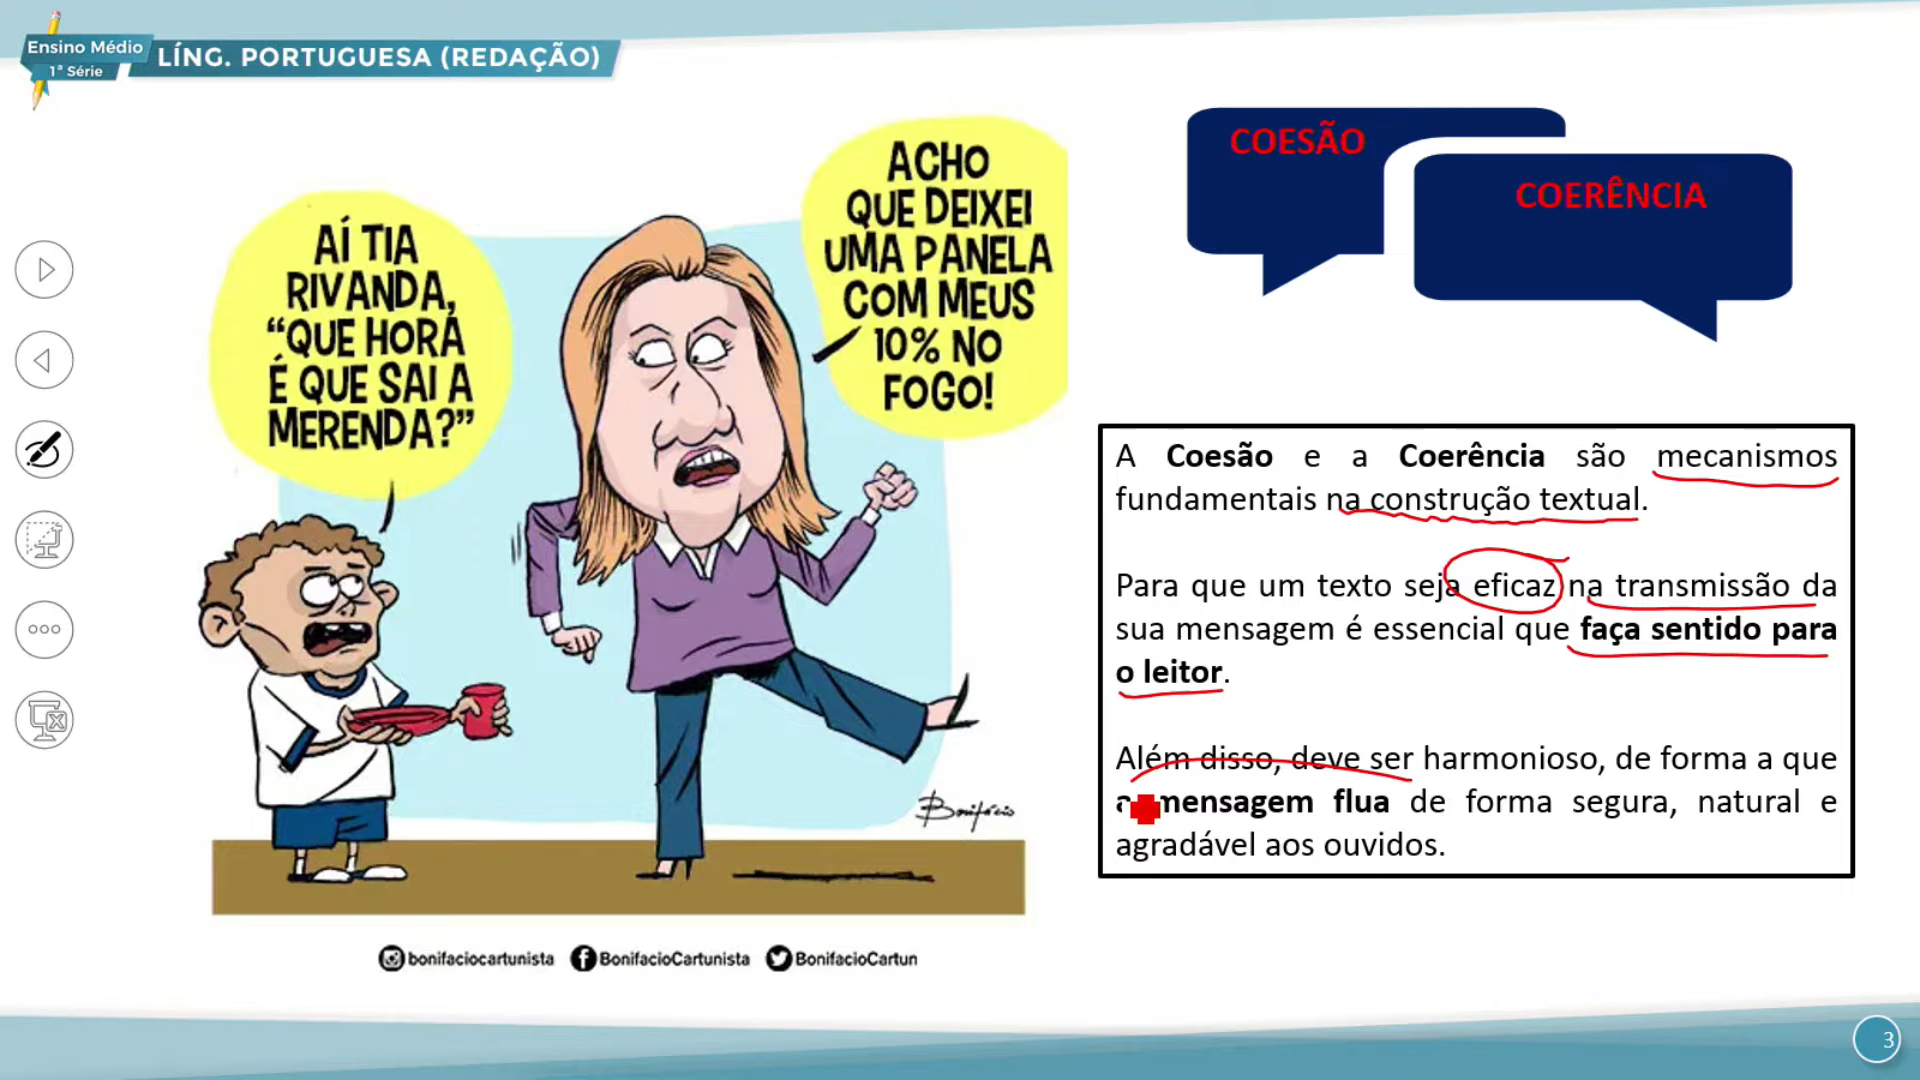 Ensino Médio
1ª Série
LÍNG. PORTUGUESA (REDAÇÃO)
AÍ TIA
RIVANDA,
“QUE HORA
É QUE SAI A
MERENDA?”
ACHO
QUE DEIXEI
UMA PANELA
COM MEUS
10% NO
FOGO!
Bonifácio
bonifaciocartunista
BonifacioCartunista
BonifacioCartun
COESÃO
COERÊNCIA
A Coesão e a Coerência são mecanismos
fundamentais na construção textual.
Para que um texto seja eficaz na transmissão da
sua mensagem é essencial que faça sentido para
o leitor.
Além disso, deve ser harmonioso, de forma a que
a mensagem flua de forma segura, natural e
agradável aos ouvidos.
3